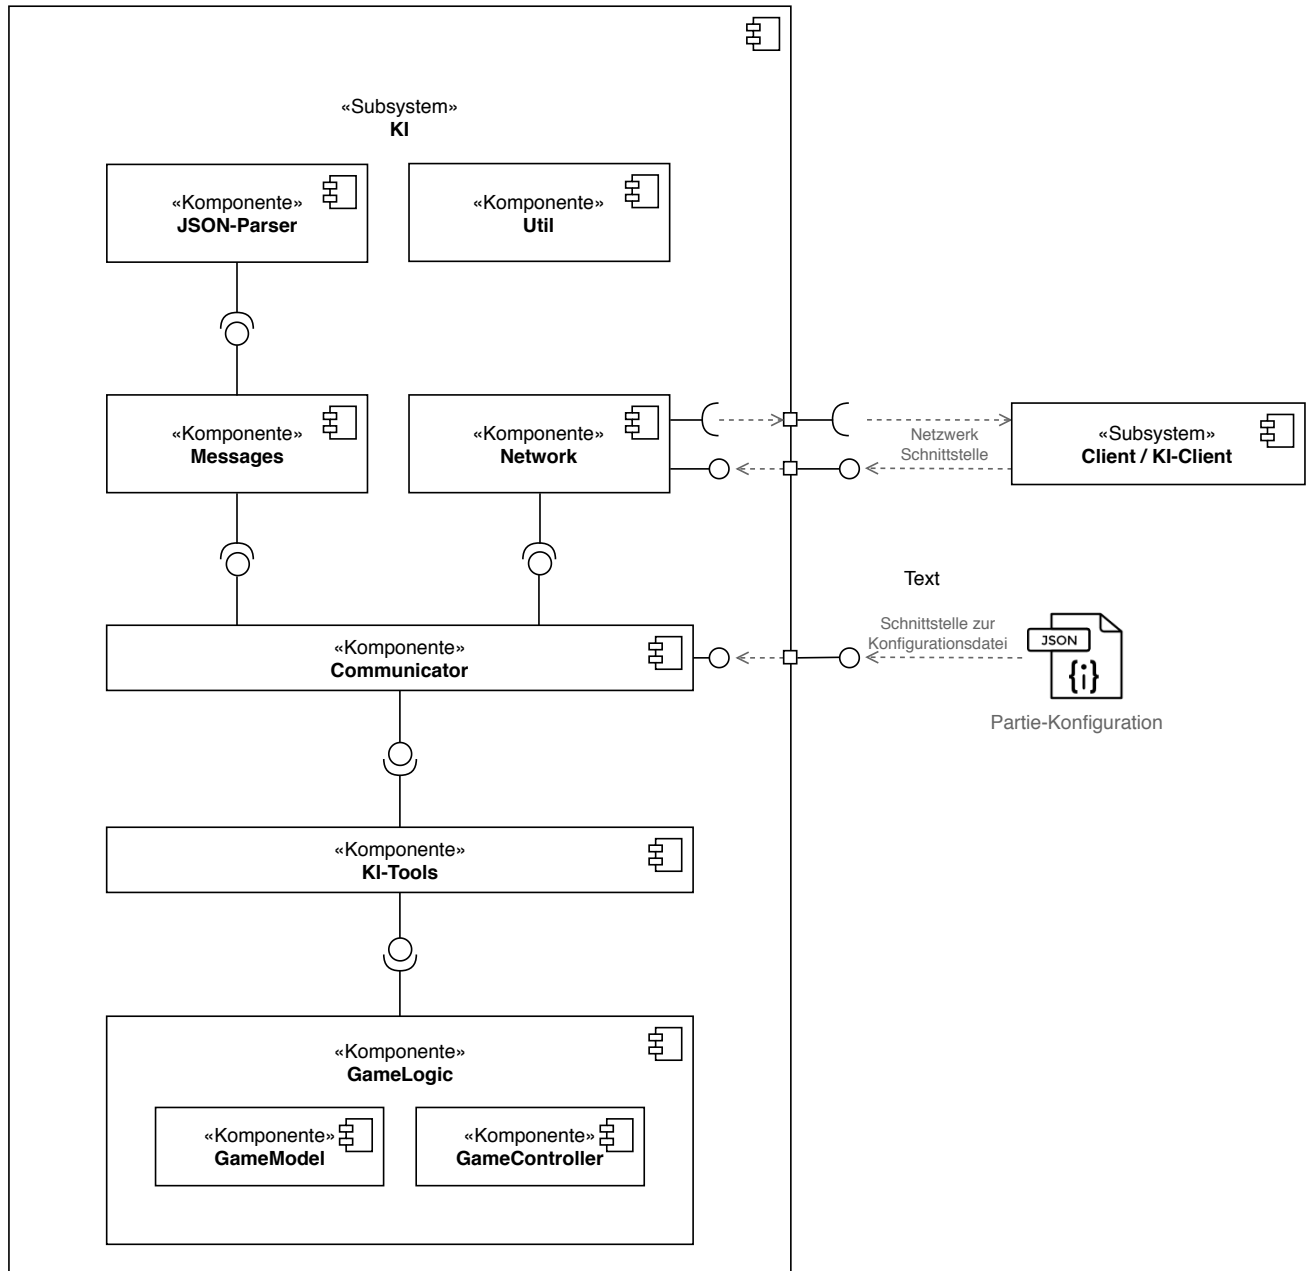 «Subsystem»
KI
«Komponente»
JSON-Parser
«Komponente»
Util
«Komponente»
Messages
«Komponente»
Network
Netzwerk
Schnittstelle
«Subsystem»
Client / KI-Client
Text
«Komponente»
Communicator
Schnittstelle zur
Konfigurationsdatei
JSON
{i}
Partie-Konfiguration
«Komponente»
KI-Tools
«Komponente»
GameLogic
«Komponente»
GameModel
«Komponente»
GameController